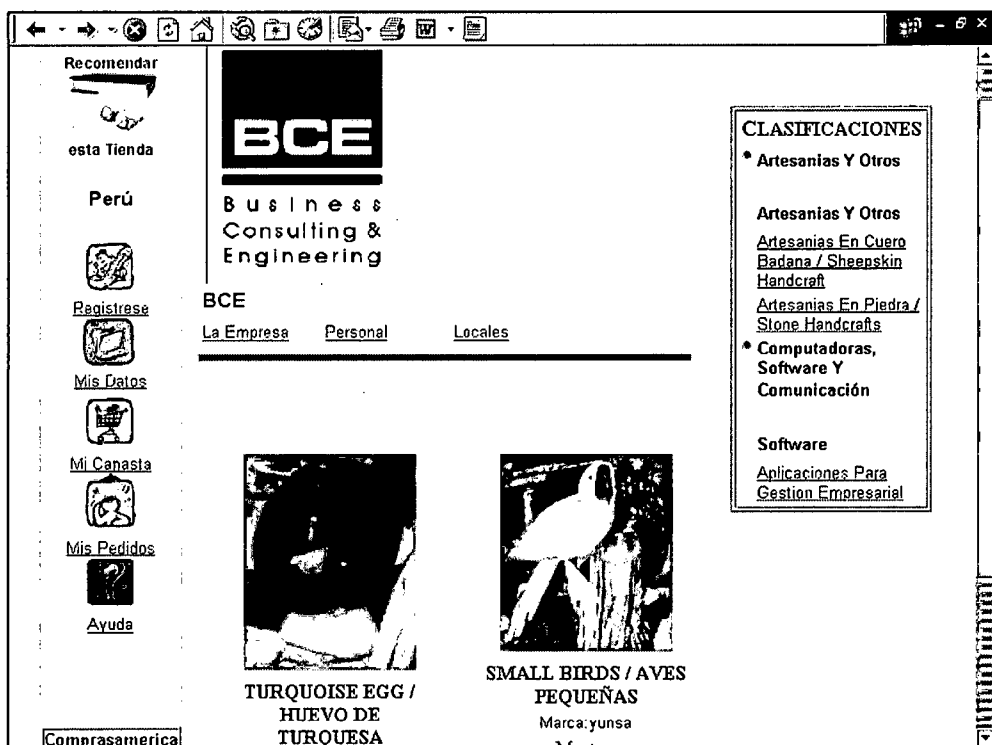 Recomendar
esta Tienda
Perú
Registrese
Mis Datos
Mi Canasta
Mis Pedidos
Ayuda
Comprasamerica
BCE
Business
Consulting &
Engineering
BCE
La Empresa Personal Locales
TURQUOISE EGG /
HUEVO DE
TURQUESA
SMALL BIRDS / AVES
PEQUEÑAS
Marca:yunsa
CLASIFICACIONES
Artesanias Y Otros
Artesanias Y Otros
Artesanias En Cuero
Badana / Sheepskin
Handcraft
Artesanias En Piedra /
Stone Handcrafts
Computadoras,
Software Y
Comunicación
Software
Aplicaciones Para
Gestion Empresarial